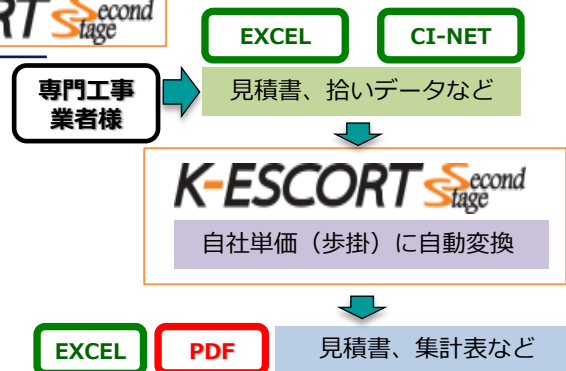 RT Second Stage
EXCEL CI-NET
専門工事
業者様
見積書、拾いデータなど
K-ESCORT Second Stage
自社単価（歩掛）に自動変換
EXCEL PDF 見積書、集計表など